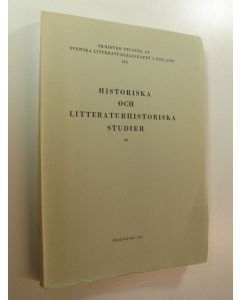 SKRIFTER UTGIVNA AV
SVENSKA LITTERATURSÄLLSKAPET I FINLAND
HISTORISKA
OCH
LITTERATURHISTORISKA
STUDIER
HELSINGFORS